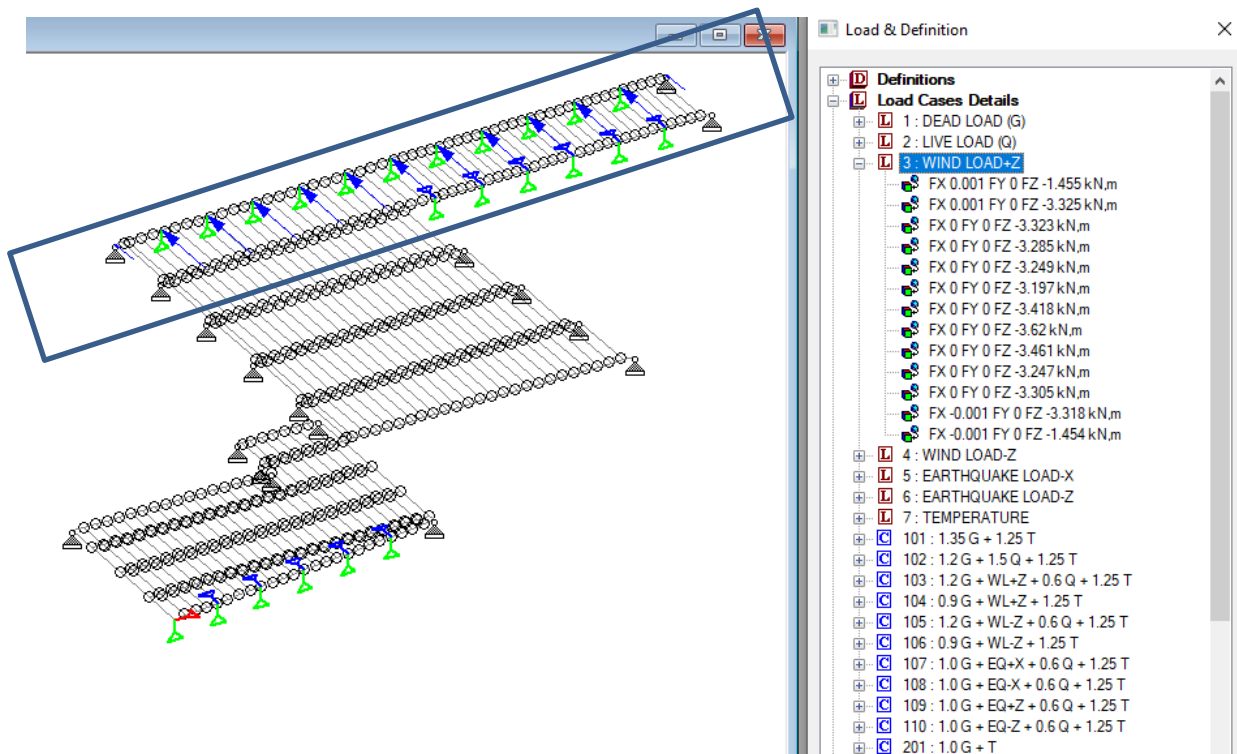 Load & Definition
Definitions
Load Cases Details
1 : DEAD LOAD (G)
2 : LIVE LOAD (Q)
3 : WIND LOAD+Z
FX 0.001 FY 0 FZ -1.455 kN,m
FX 0.001 FY 0 FZ -3.325 kN,m
FX 0 FY 0 FZ -3.323 kN,m
FX 0 FY 0 FZ -3.285 kN,m
FX 0 FY 0 FZ -3.249 kN,m
FX 0 FY 0 FZ -3.197 kN,m
FX 0 FY 0 FZ -3.418 kN,m
FX 0 FY 0 FZ -3.62 kN,m
FX 0 FY 0 FZ -3.461 kN,m
FX 0 FY 0 FZ -3.247 kN,m
FX 0 FY 0 FZ -3.305 kN,m
FX -0.001 FY 0 FZ -3.318 kN,m
FX -0.001 FY 0 FZ -1.454 kN,m
4 : WIND LOAD-Z
5 : EARTHQUAKE LOAD-X
6 : EARTHQUAKE LOAD-Z
7 : TEMPERATURE
101 : 1.35 G + 1.25 T
102 : 1.2 G + 1.5 Q + 1.25 T
103 : 1.2 G + WL+Z + 0.6 Q + 1.25 T
104 : 0.9 G + WL+Z + 1.25 T
105 : 1.2 G + WL-Z + 0.6 Q + 1.25 T
106 : 0.9 G + WL-Z + 1.25 T
107 : 1.0 G + EQ+X + 0.6 Q + 1.25 T
108 : 1.0 G + EQ-X + 0.6 Q + 1.25 T
109 : 1.0 G + EQ+Z + 0.6 Q + 1.25 T
110 : 1.0 G + EQ-Z + 0.6 Q + 1.25 T
201 : 1.0 G + T